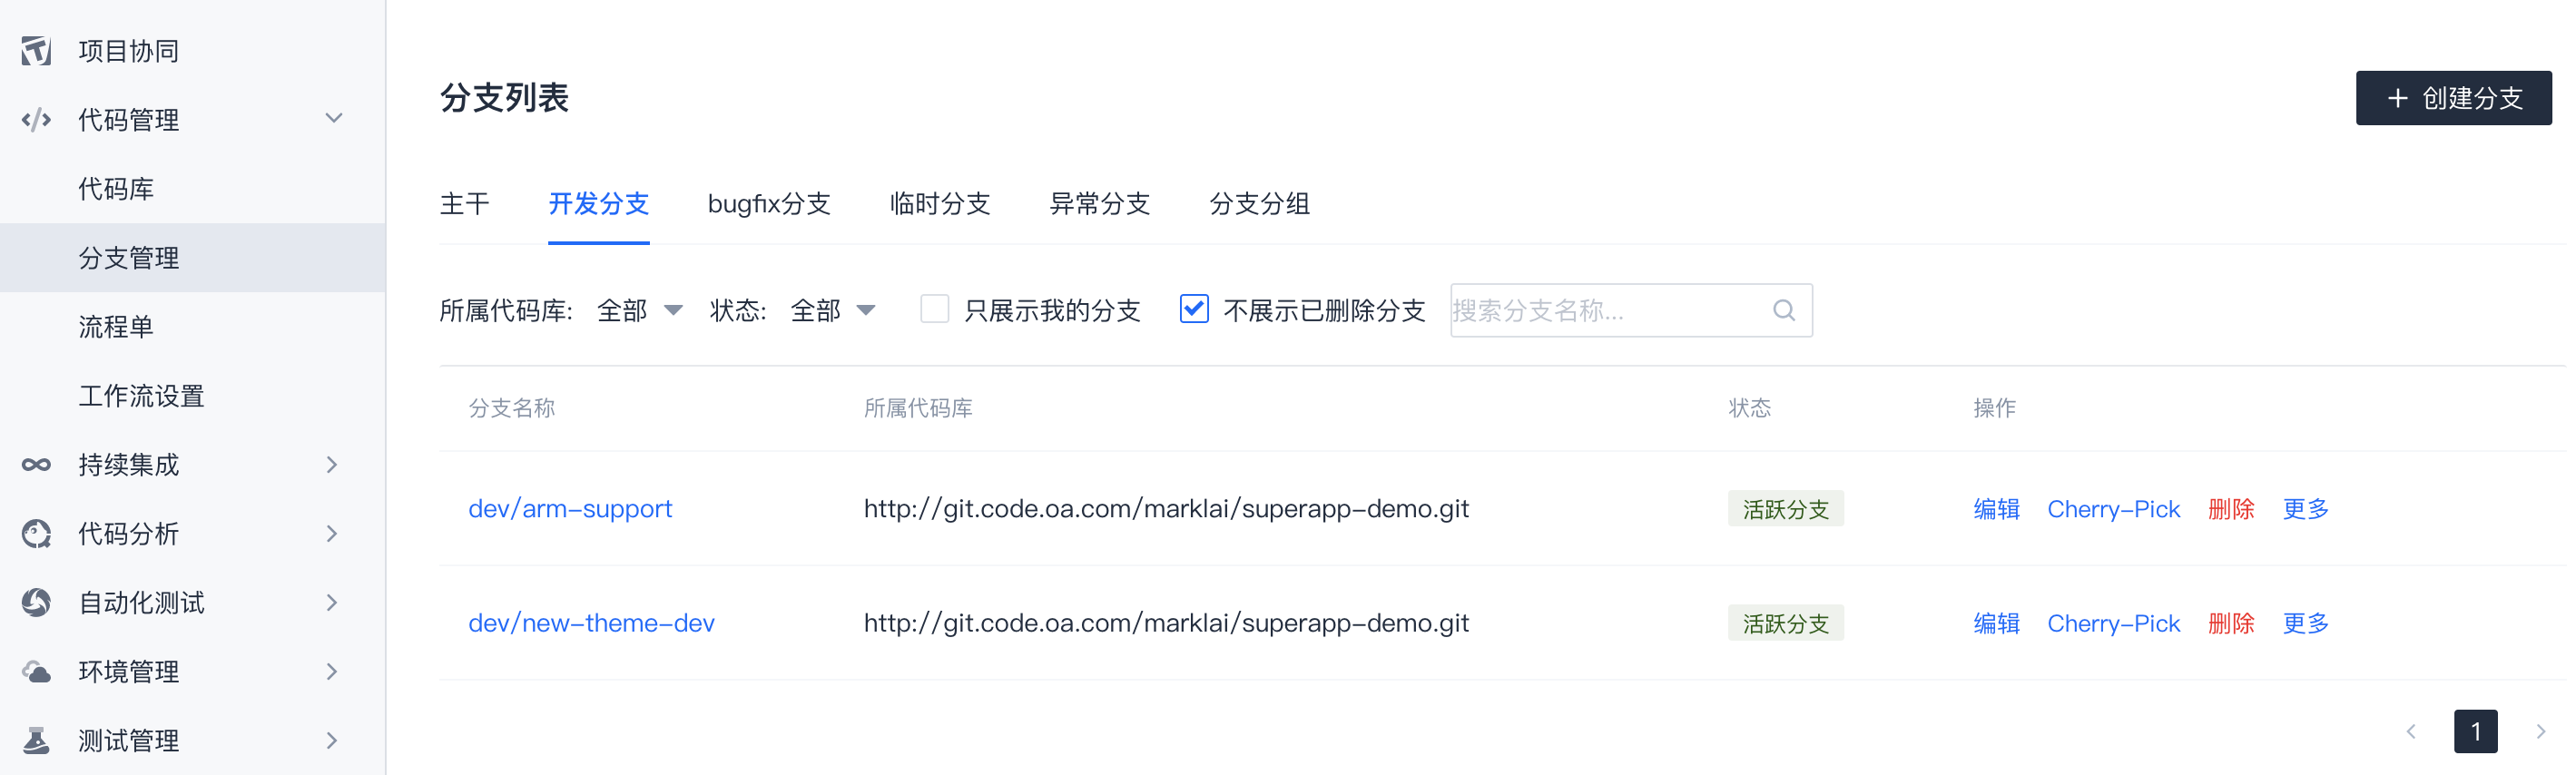 项目协同
代码管理
代码库
分支管理
流程单
工作流设置
持续集成
代码分析
自动化测试
环境管理
测试管理
分支列表
+ 创建分支
主干 开发分支 bugfix分支 临时分支 异常分支 分支分组
所属代码库: 全部 状态: 全部 只展示我的分支 不展示已删除分支 搜索分支名称...
分支名称 所属代码库 状态 操作
dev/arm-support http://git.code.oa.com/marklai/superapp-demo.git 活跃分支 编辑 Cherry-Pick 删除 更多
dev/new-theme-dev http://git.code.oa.com/marklai/superapp-demo.git 活跃分支 编辑 Cherry-Pick 删除 更多
1